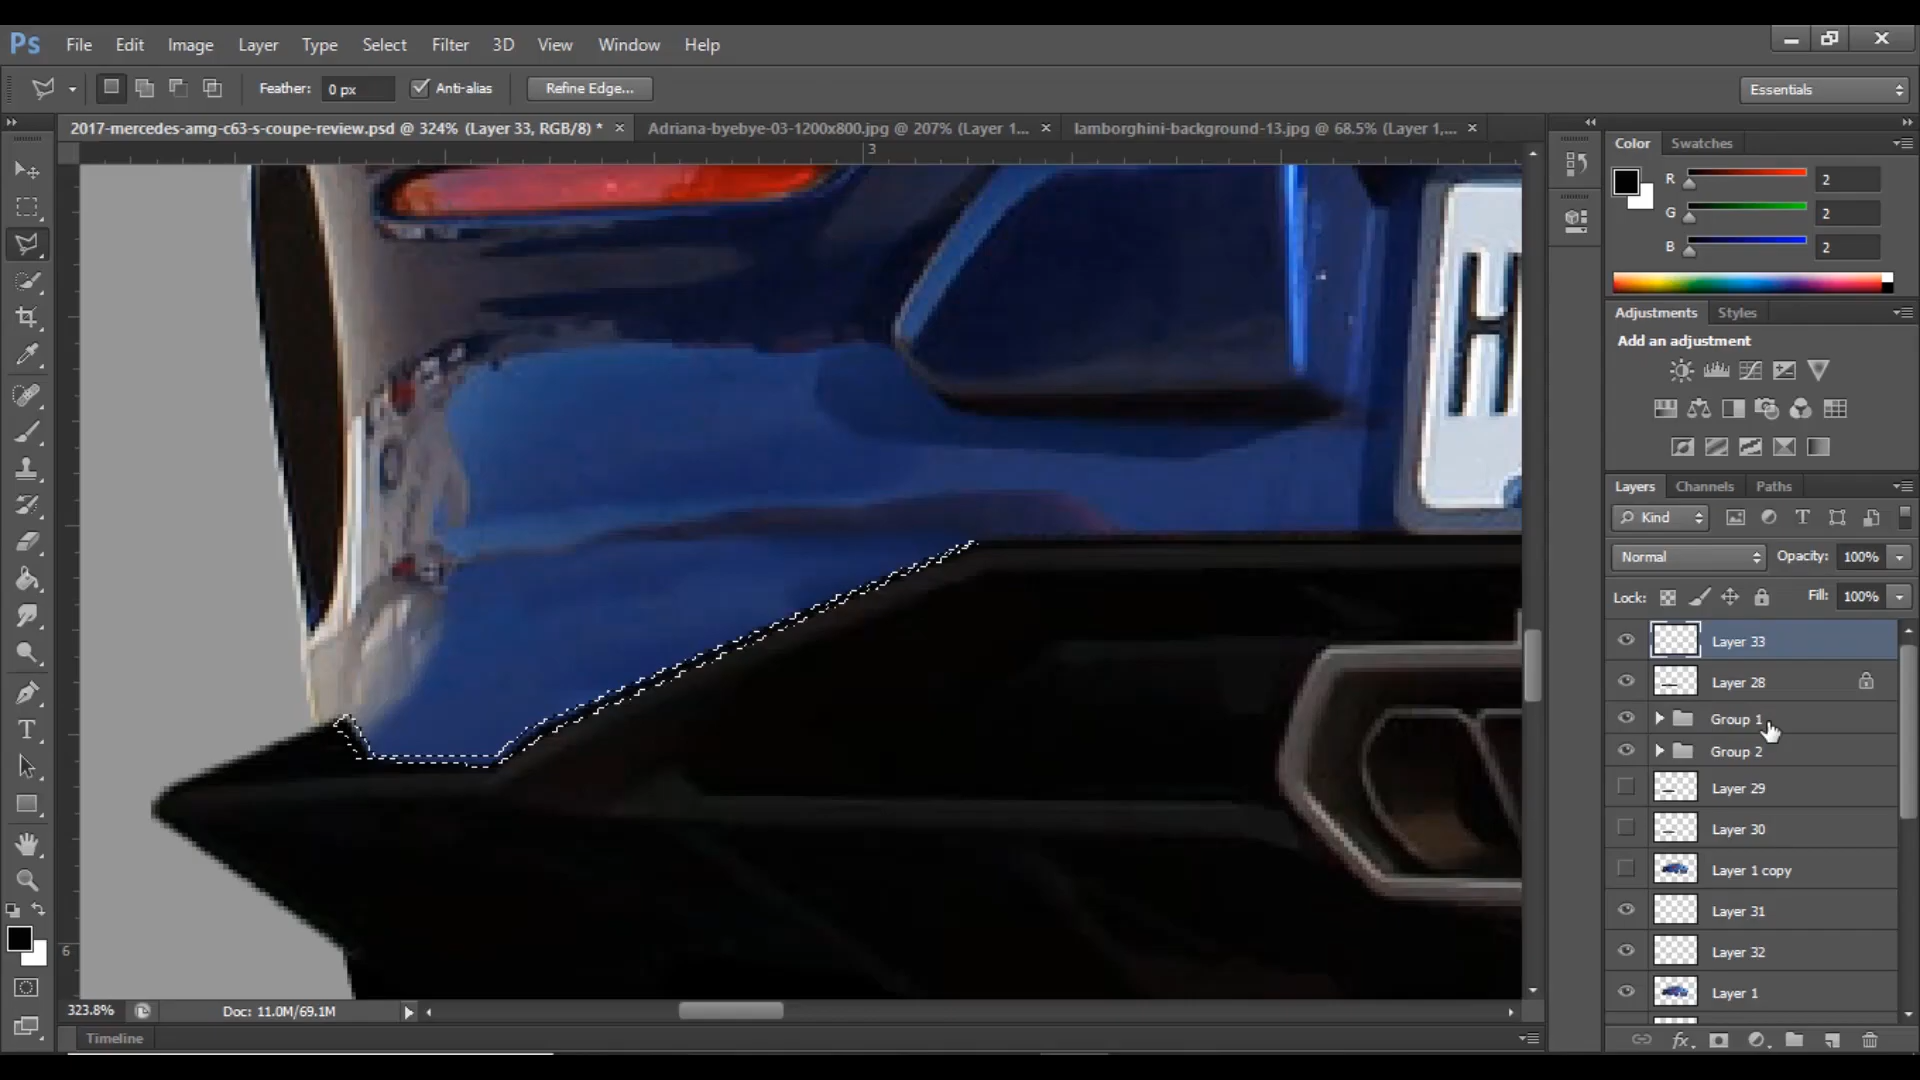 Ps File Edit Image Layer Type Select Filter 3D View Window Help
Feather: 0 px Anti-alias Refine Edge... Essentials
2017-mercedes-amg-c63-s-coupe-review.psd @ 324% (Layer 33, RGB/8) * Adriana-byebye-03-1200x800.jpg @ 207% (Layer 1... lamborghini-background-13.jpg @ 68.5% (Layer 1,...
3
6
H
Color Swatches
R 2
G 2
B 2
Adjustments Styles
Add an adjustment
Layers Channels Paths
Kind
Normal Opacity: 100%
Lock: Fill: 100%
Layer 33
Layer 28
Group 1
Group 2
Layer 29
Layer 30
Layer 1 copy
Layer 31
Layer 32
Layer 1
fx
323.8% Doc: 11.0M/69.1M
Timeline